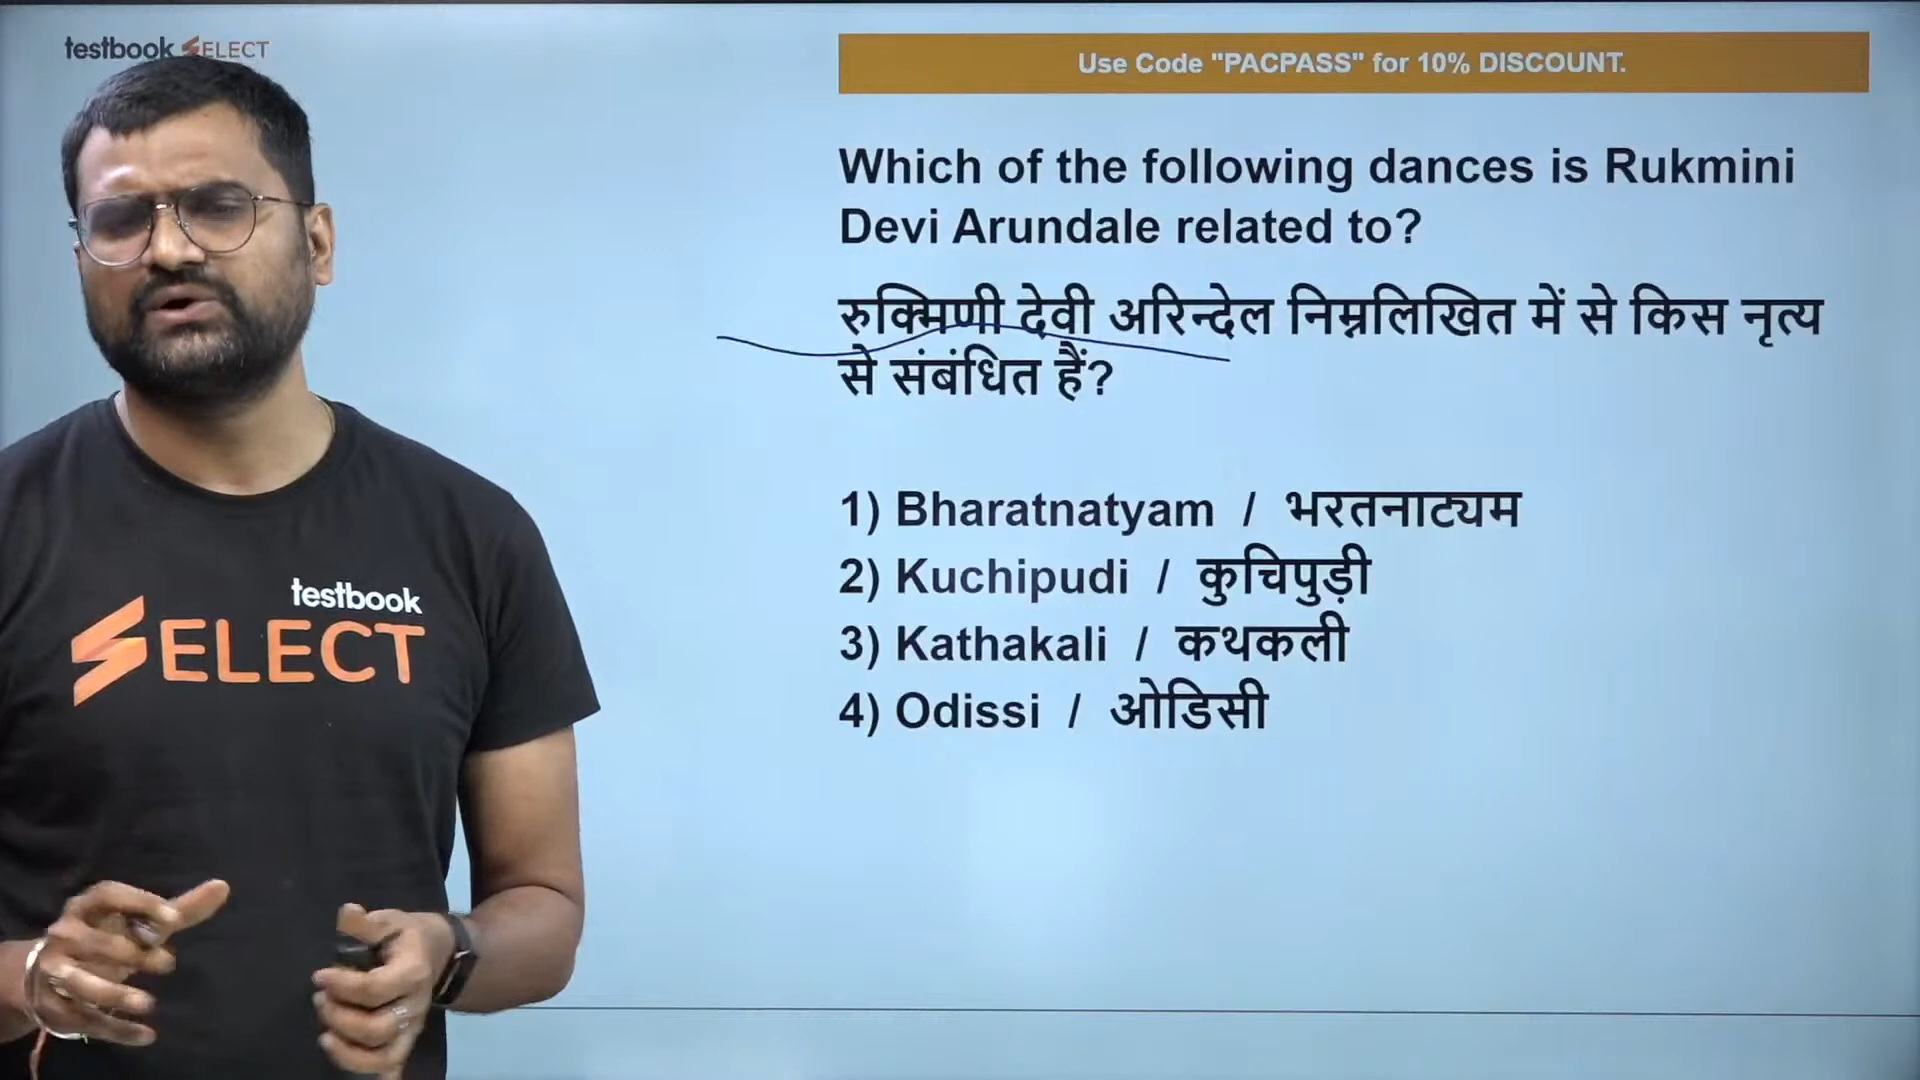 testbook SELECT
Use Code "PACPASS" for 10% DISCOUNT.
Which of the following dances is Rukmini
Devi Arundale related to?
रुक्मिणी देवी अरिन्देल निम्नलिखित में से किस नृत्य
से संबंधित हैं?
1) Bharatnatyam / भरतनाट्यम
2) Kuchipudi / कुचिपुड़ी
3) Kathakali / कथकली
4) Odissi / ओडिसी
testbook
SELECT